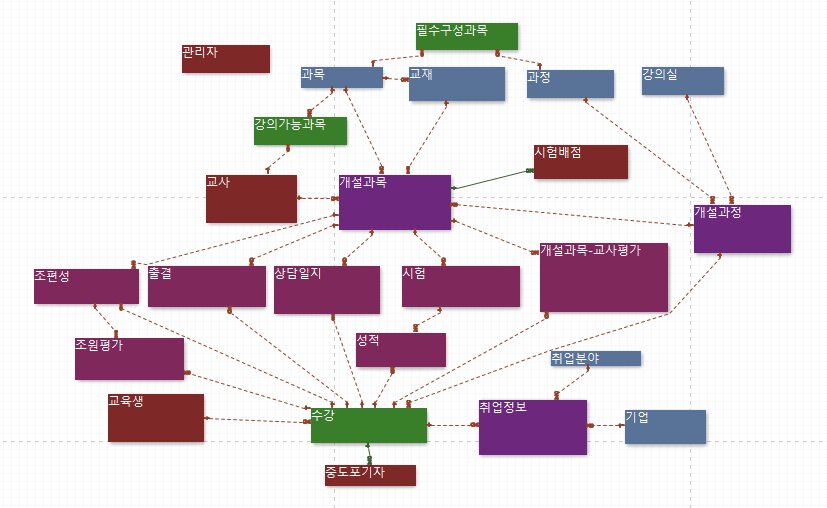 필수구성과목
관리자
과목
교재
과정
강의실
강의가능과목
시험배점
교사
개설과목
개설과정
개설과목-교사평가
조편성
출결
상담일지
시험
조원평가
성적
취업분야
교육생
수강
취업정보
기업
중도포기자